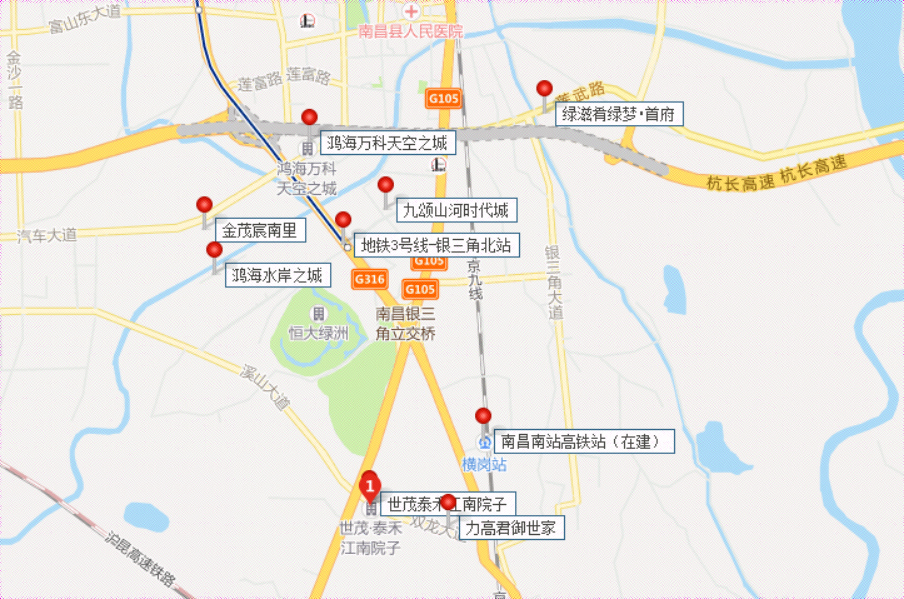 富山东大道
南昌县人民医院
金沙一路
莲富路 莲富路
G105
莲武路
绿滋肴绿梦·首府
鸿海万科天空之城
鸿海万科
天空之城
杭长高速 杭长高速
九颂山河时代城
金茂宸南里
汽车大道
地铁3号线-银三角北站
鸿海水岸之城
G105
京九线
银三角大道
G316
G105
南昌银三
角立交桥
恒大绿洲
溪山大道
南昌南站高铁站（在建）
横岗站
1
世茂泰禾江南院子
世茂·泰禾
江南院子
双龙大道
力高君御世家
沪昆高速铁路
京